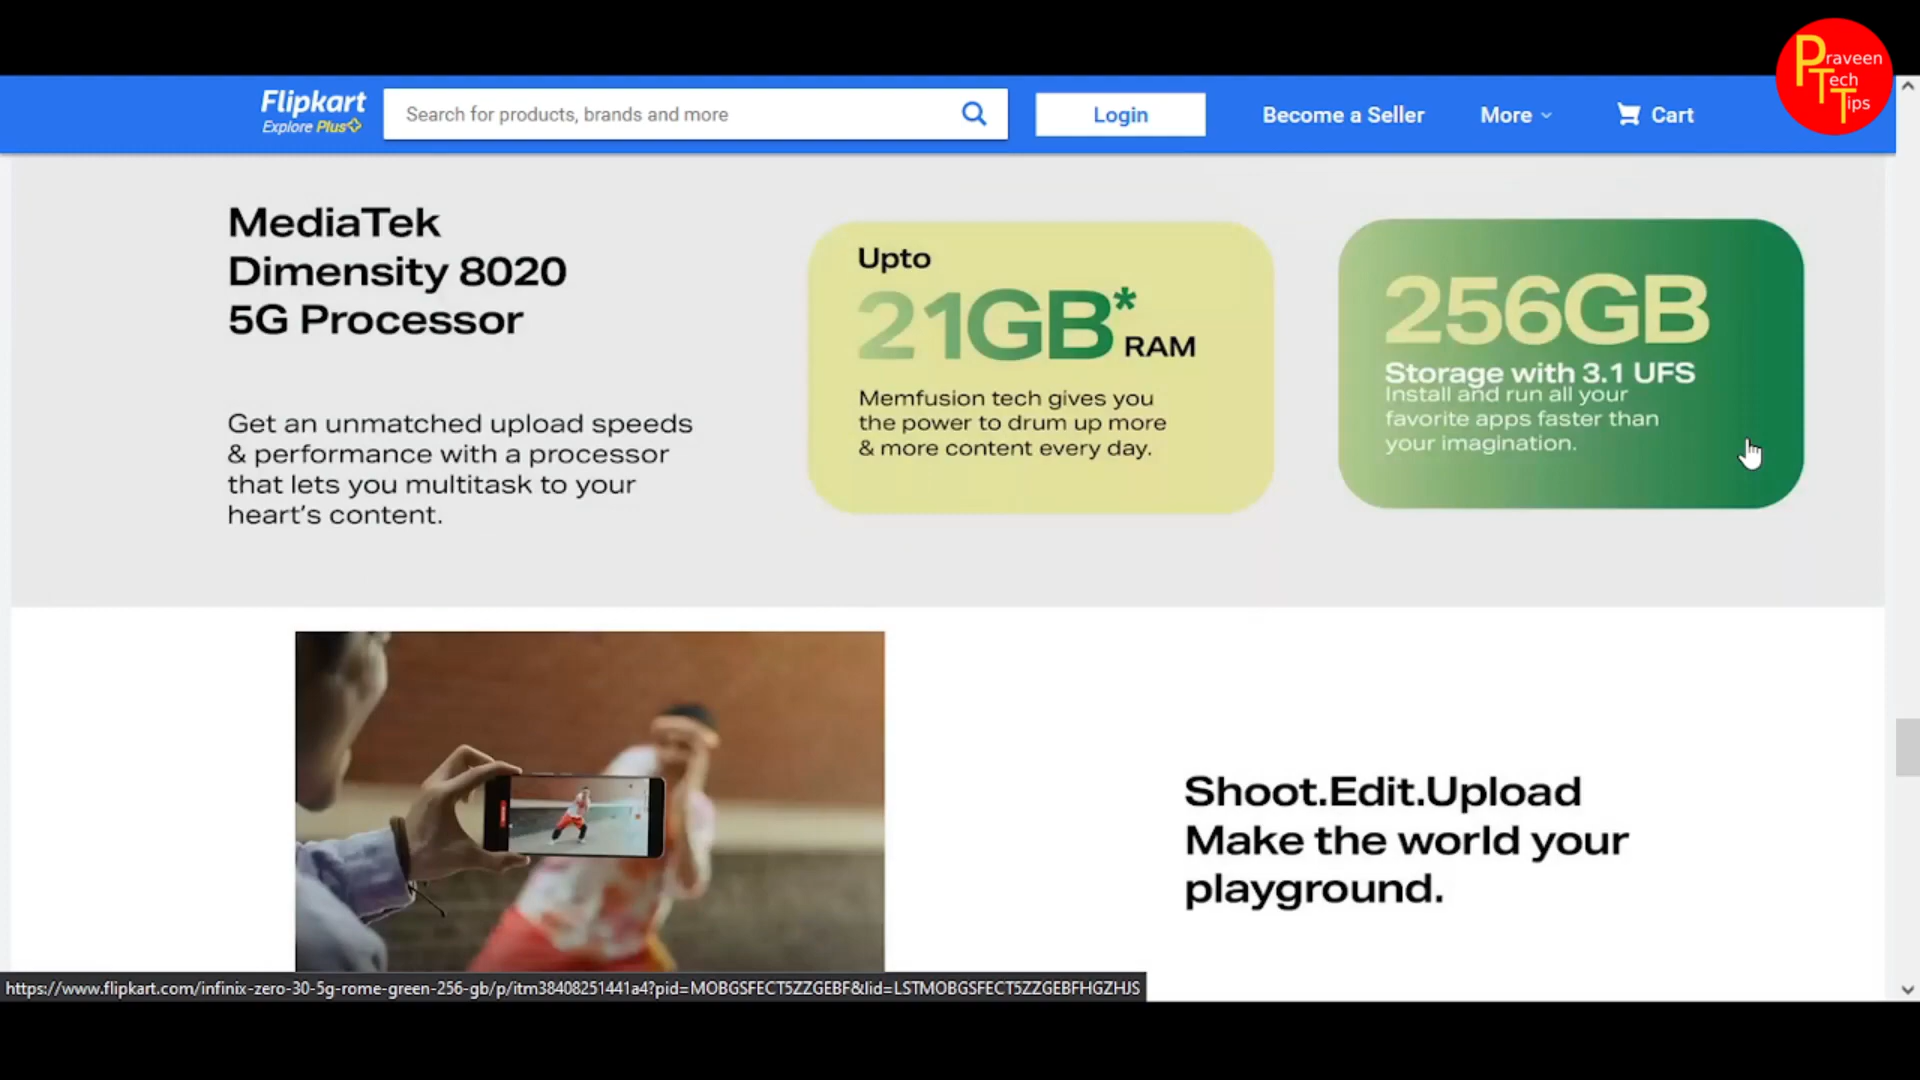 Praveen
Tech
Tips
Flipkart
Explore Plus
Search for products, brands and more
Login
Become a Seller
More
Cart
MediaTek
Dimensity 8020
5G Processor
Get an unmatched upload speeds
& performance with a processor
that lets you multitask to your
heart's content.
Upto
21GB* RAM
Memfusion tech gives you
the power to drum up more
& more content every day.
256GB
Storage with 3.1 UFS
Install and run all your
favorite apps faster than
your imagination.
Shoot.Edit.Upload
Make the world your
playground.
https://www.flipkart.com/infinix-zero-30-5g-rome-green-256-gb/p/itm38408251441a4?pid=MOBGSFECT5ZZGEBF&lid=LSTMOBGSFECT5ZZGEBFHGZHJS